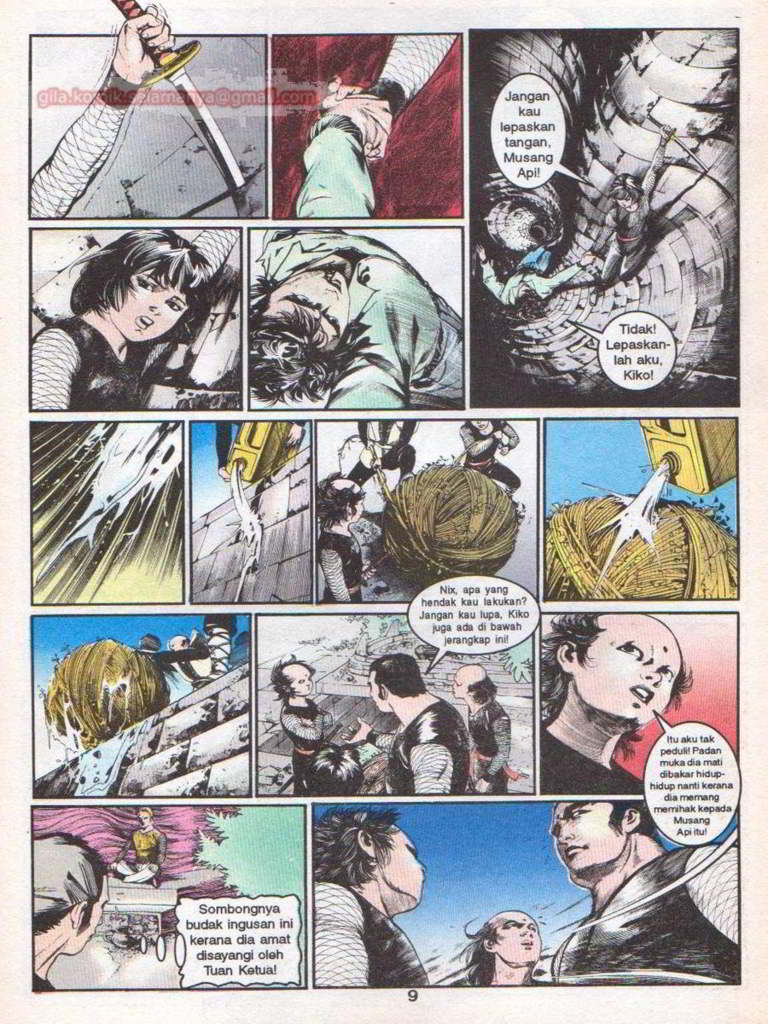 gila.komik.selamanya@gmail.com
Jangan
kau
lepaskan
tangan,
Musang
Api!
Tidak!
Lepaskan-
lah aku,
Kiko!
Nix, apa yang
hendak kau lakukan?
Jangan kau lupa, Kiko
juga ada di bawah
jerangkap ini!
Itu aku tak
peduli! Padan
muka dia mati
dibakar hidup-
hidup nanti kerana
dia memang
memihak kepada
Musang
Api itu!
Sombongnya
budak ingusan ini
kerana dia amat
disayangi oleh
Tuan Ketua!
9